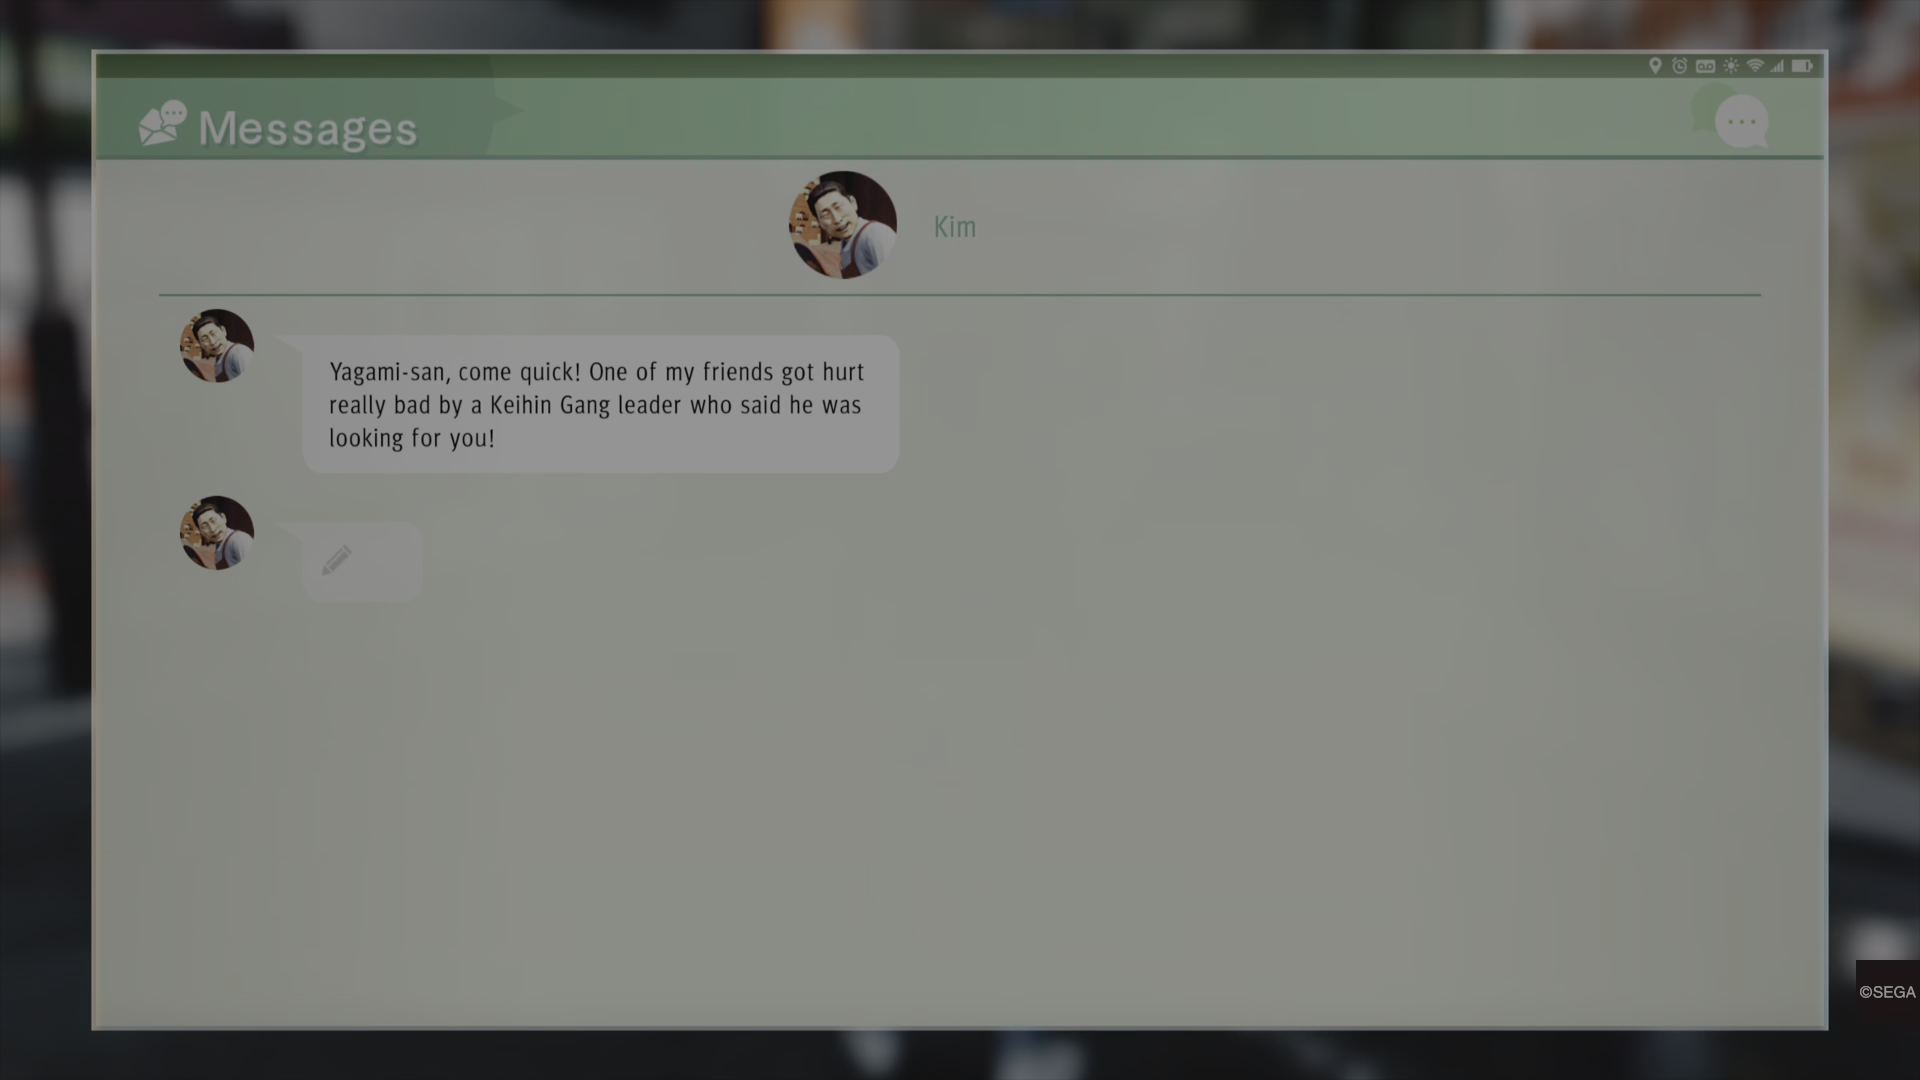 Messages
Kim
Yagami-san, come quick! One of my friends got hurt
really bad by a Keihin Gang leader who said he was
looking for you!
©SEGA